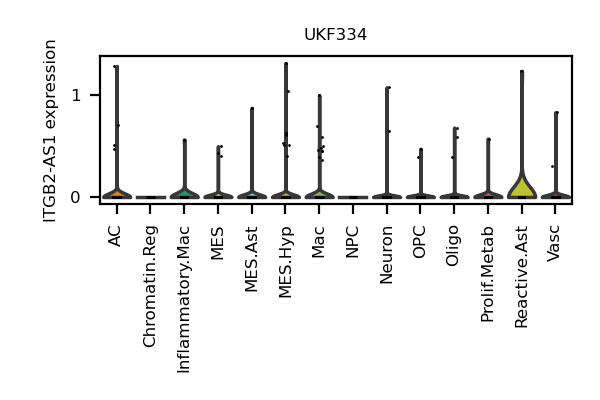 UKF334
ITGB2-AS1 expression
1
0
AC
Chromatin.Reg
Inflammatory.Mac
MES
MES.Ast
MES.Hyp
Mac
NPC
Neuron
OPC
Oligo
Prolif.Metab
Reactive.Ast
Vasc